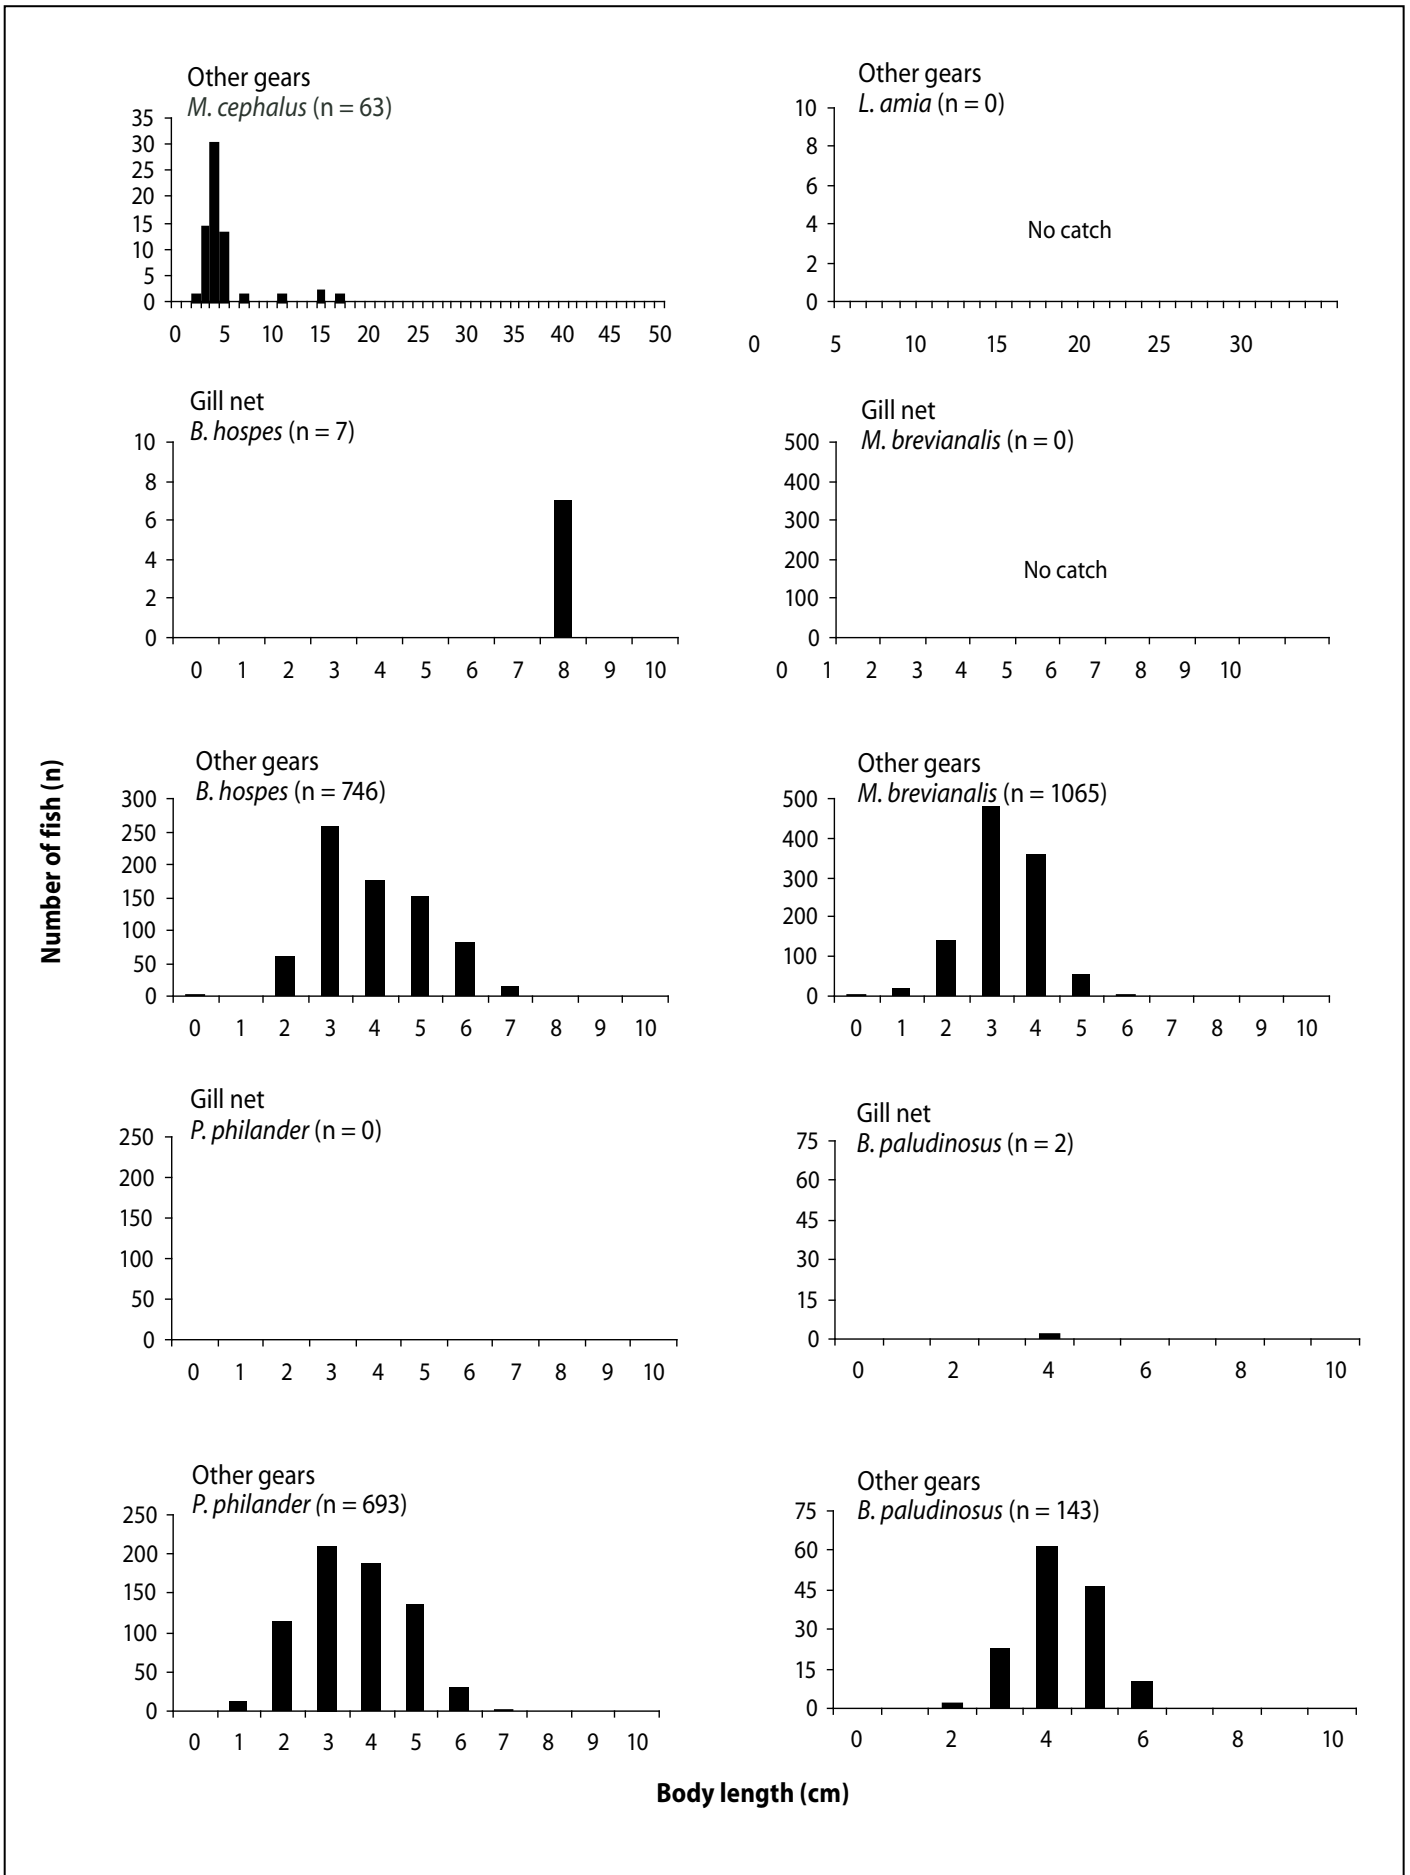 Other gears
M. cephalus (n = 63)
35
30
25
20
15
10
5
0
0 5 10 15 20 25 30 35 40 45 50
Other gears
L. amia (n = 0)
10
8
6
4
2
0
No catch
0 5 10 15 20 25 30
Gill net
B. hospes (n = 7)
10
8
6
4
2
0
0 1 2 3 4 5 6 7 8 9 10
Gill net
M. brevianalis (n = 0)
500
400
300
200
100
0
No catch
0 1 2 3 4 5 6 7 8 9 10
Number of fish (n)
Other gears
B. hospes (n = 746)
300
250
200
150
100
50
0
0 1 2 3 4 5 6 7 8 9 10
Other gears
M. brevianalis (n = 1065)
500
400
300
200
100
0
0 1 2 3 4 5 6 7 8 9 10
Gill net
P. philander (n = 0)
250
200
150
100
50
0
0 1 2 3 4 5 6 7 8 9 10
Gill net
B. paludinosus (n = 2)
75
60
45
30
15
0
0 2 4 6 8 10
Other gears
P. philander (n = 693)
250
200
150
100
50
0
0 1 2 3 4 5 6 7 8 9 10
Other gears
B. paludinosus (n = 143)
75
60
45
30
15
0
0 2 4 6 8 10
Body length (cm)